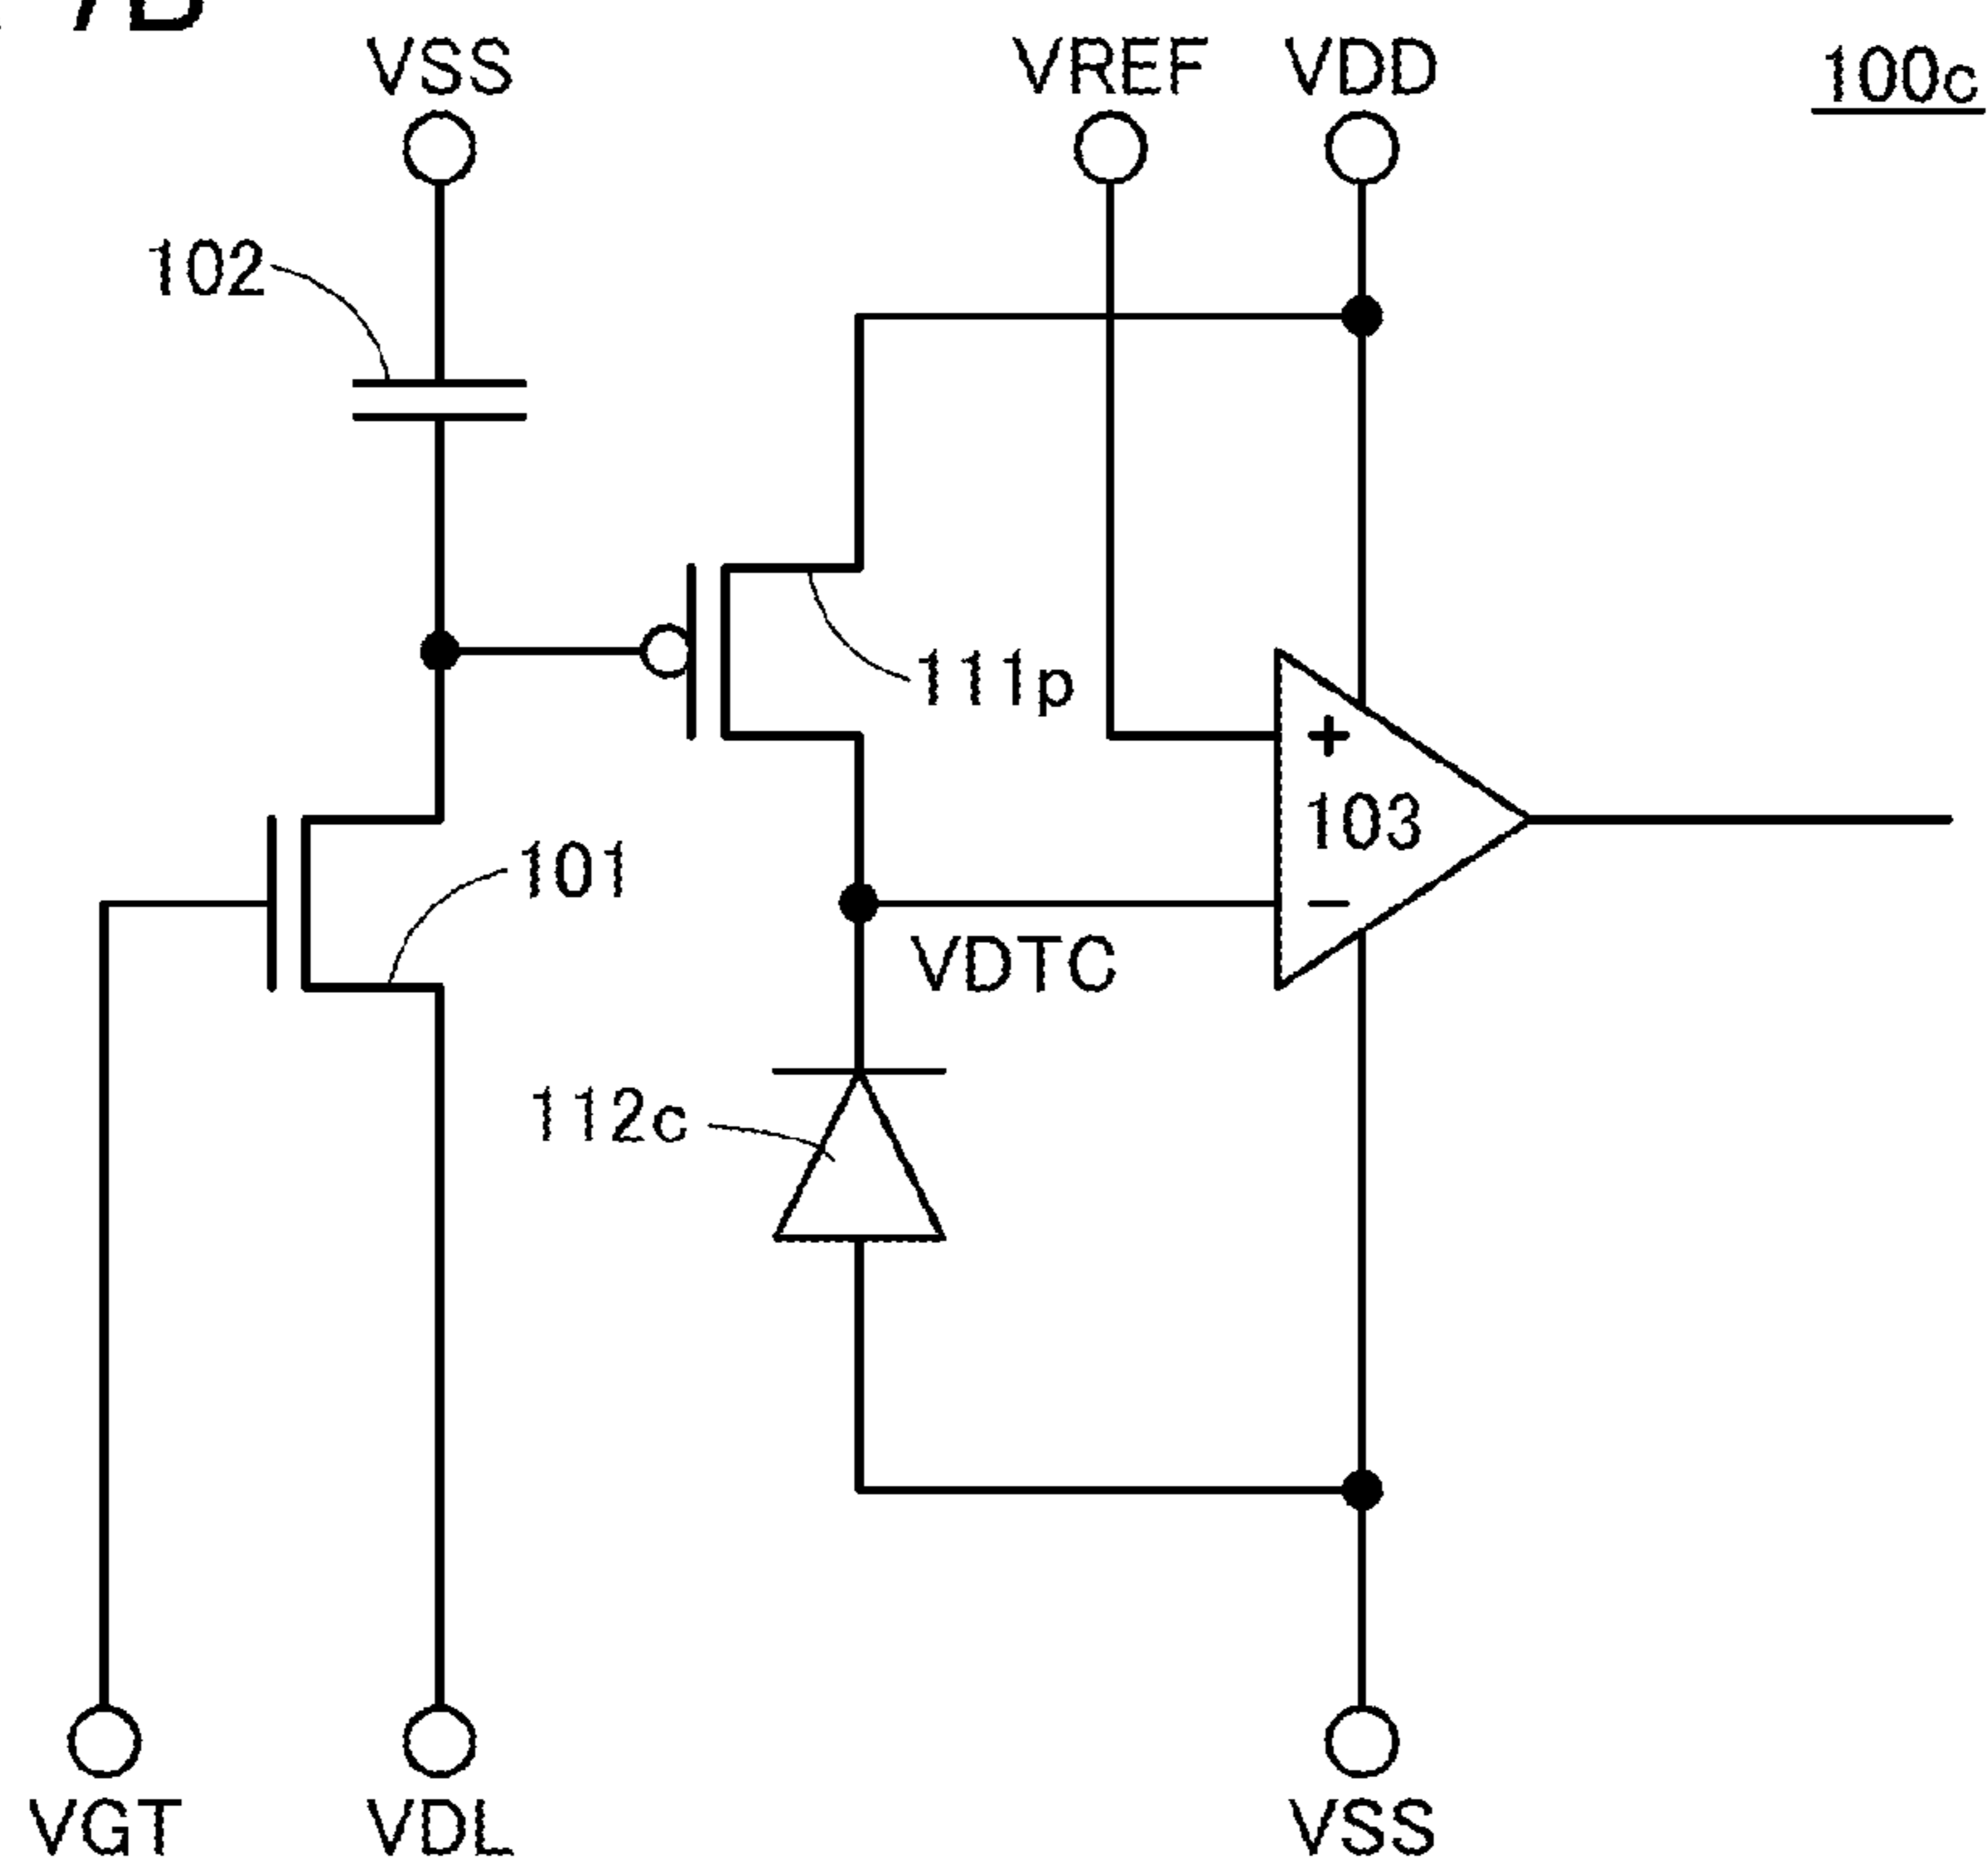 VSS
VREF
VDD
100c
102
111p
+
103
101
−
VDTC
112c
VGT
VDL
VSS